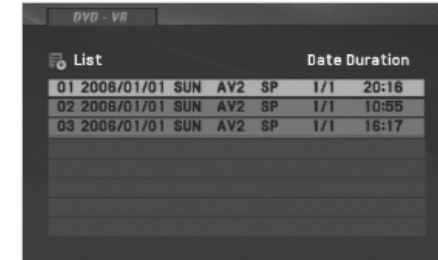 DVD - VR
List Date Duration
01 2006/01/01 SUN AV2 SP 1/1 20:16
02 2006/01/01 SUN AV2 SP 1/1 10:55
03 2006/01/01 SUN AV2 SP 1/1 16:17